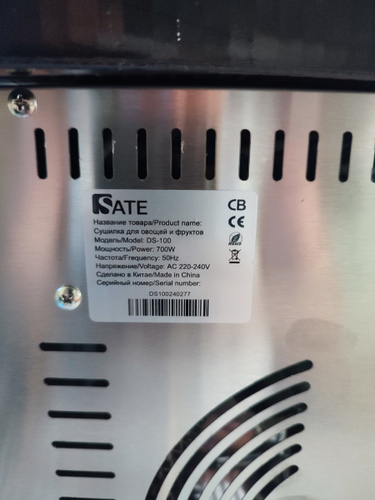 SATE
CB
CE
Название товара/Product name:
Сушилка для овощей и фруктов
Модель/Model: DS-100
Мощность/Power: 700W
Частота/Frequency: 50Hz
Напряжение/Voltage: AC 220-240V
Сделано в Китае/Made in China
Серийный номер/Serial number:
DS100240277